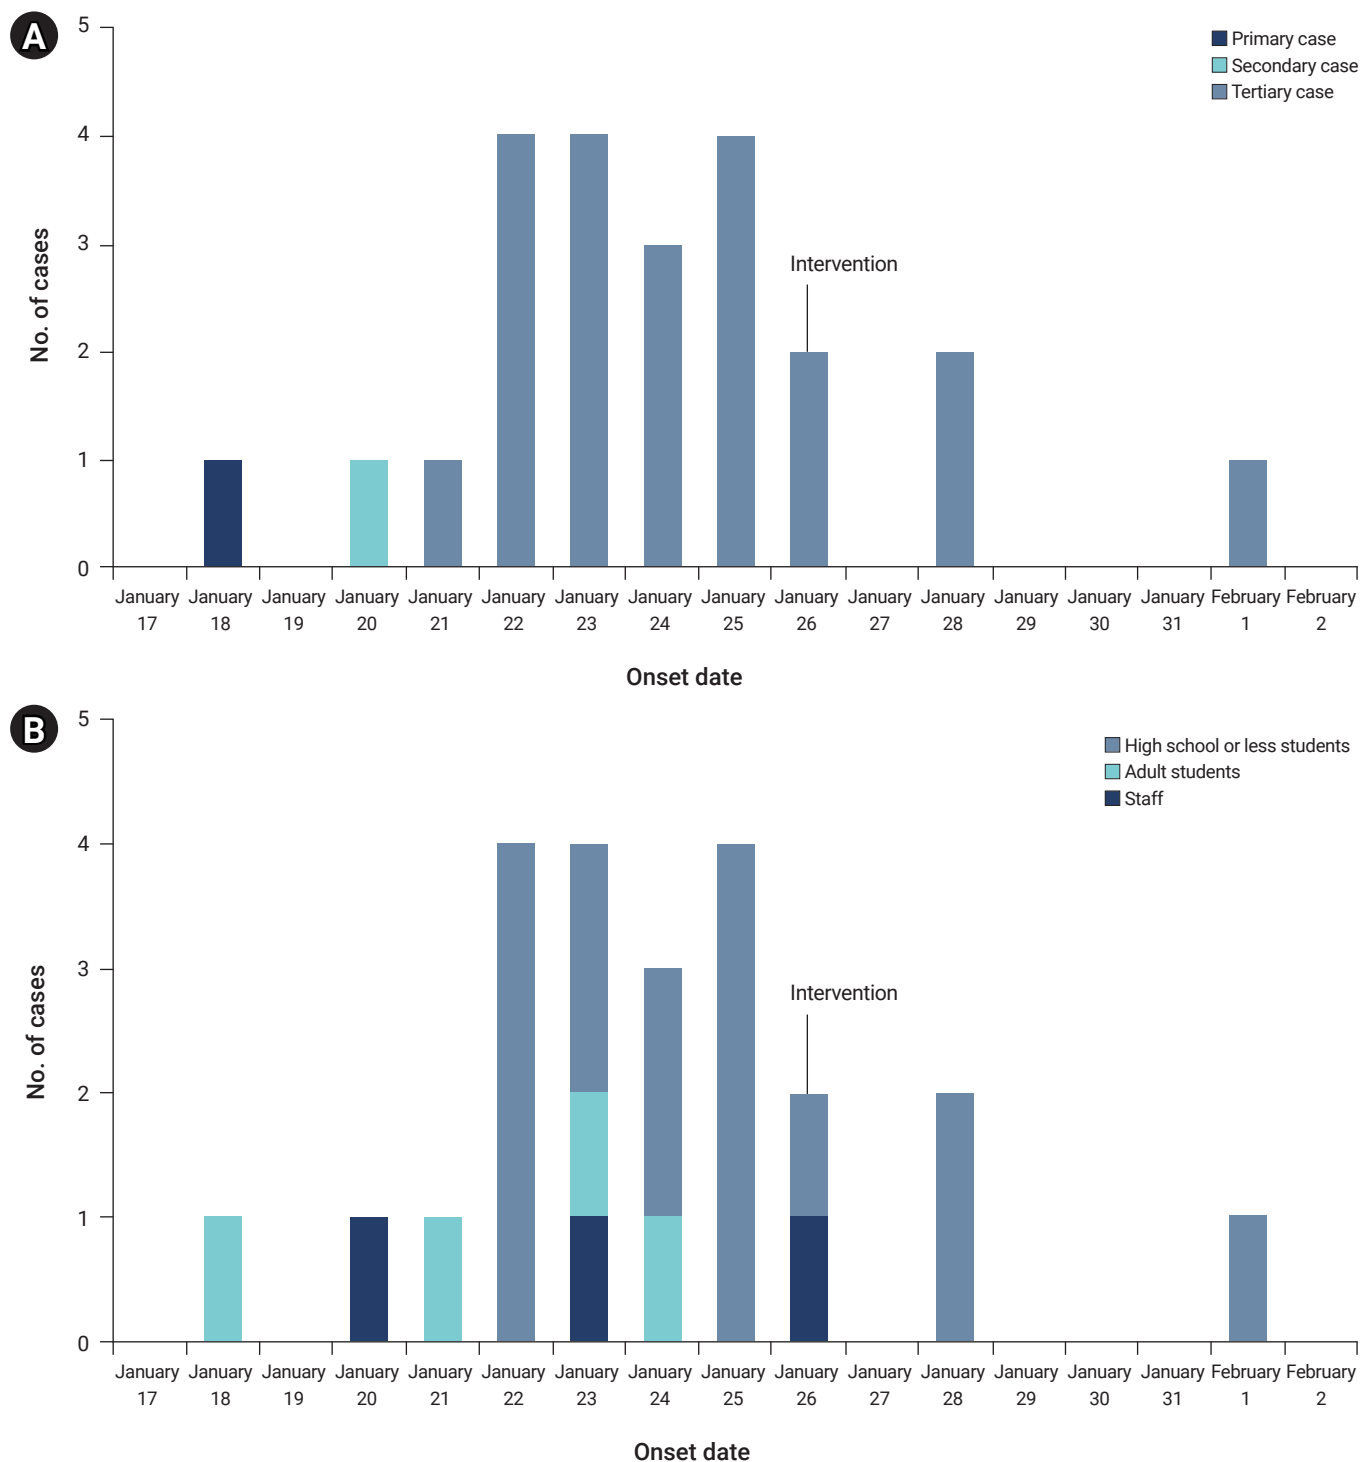 A
5
4
3
2
1
0
No. of cases
Primary case
Secondary case
Tertiary case
Intervention
January January January January January January January January January January January January January January January February February
17 18 19 20 21 22 23 24 25 26 27 28 29 30 31 1 2
Onset date
B
5
4
3
2
1
0
No. of cases
High school or less students
Adult students
Staff
Intervention
January January January January January January January January January January January January January January January February February
17 18 19 20 21 22 23 24 25 26 27 28 29 30 31 1 2
Onset date